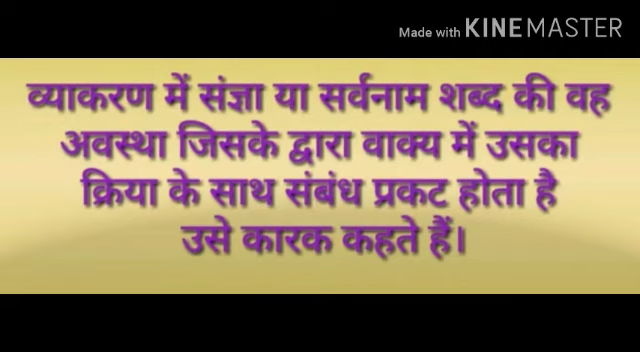 Made with KINEMASTER
व्याकरण में संज्ञा या सर्वनाम शब्द की वह
अवस्था जिसके द्वारा वाक्य में उसका
क्रिया के साथ संबंध प्रकट होता है
उसे कारक कहते हैं।